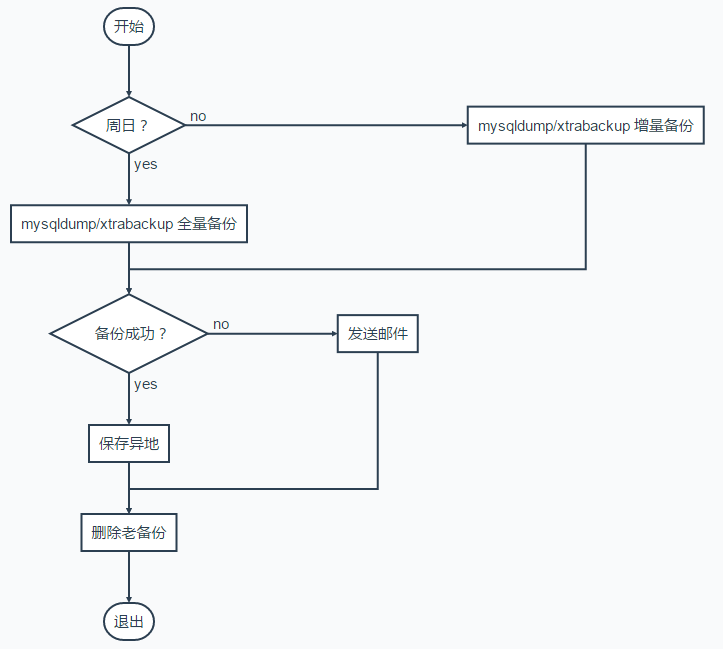 开始
周日？
no
mysqldump/xtrabackup 增量备份
yes
mysqldump/xtrabackup 全量备份
备份成功？
no
发送邮件
yes
保存异地
删除老备份
退出